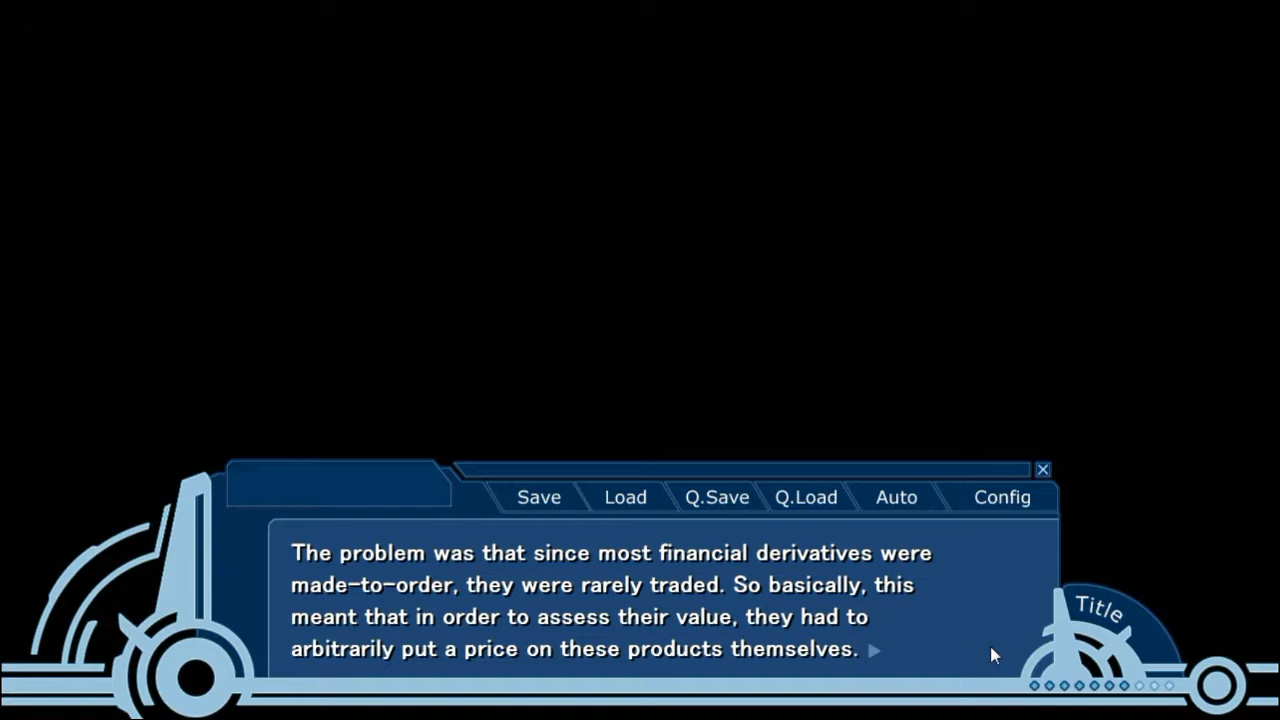 Save Load Q.Save Q.Load Auto Config
The problem was that since most financial derivatives were
made-to-order, they were rarely traded. So basically, this
meant that in order to assess their value, they had to
arbitrarily put a price on these products themselves.
Title